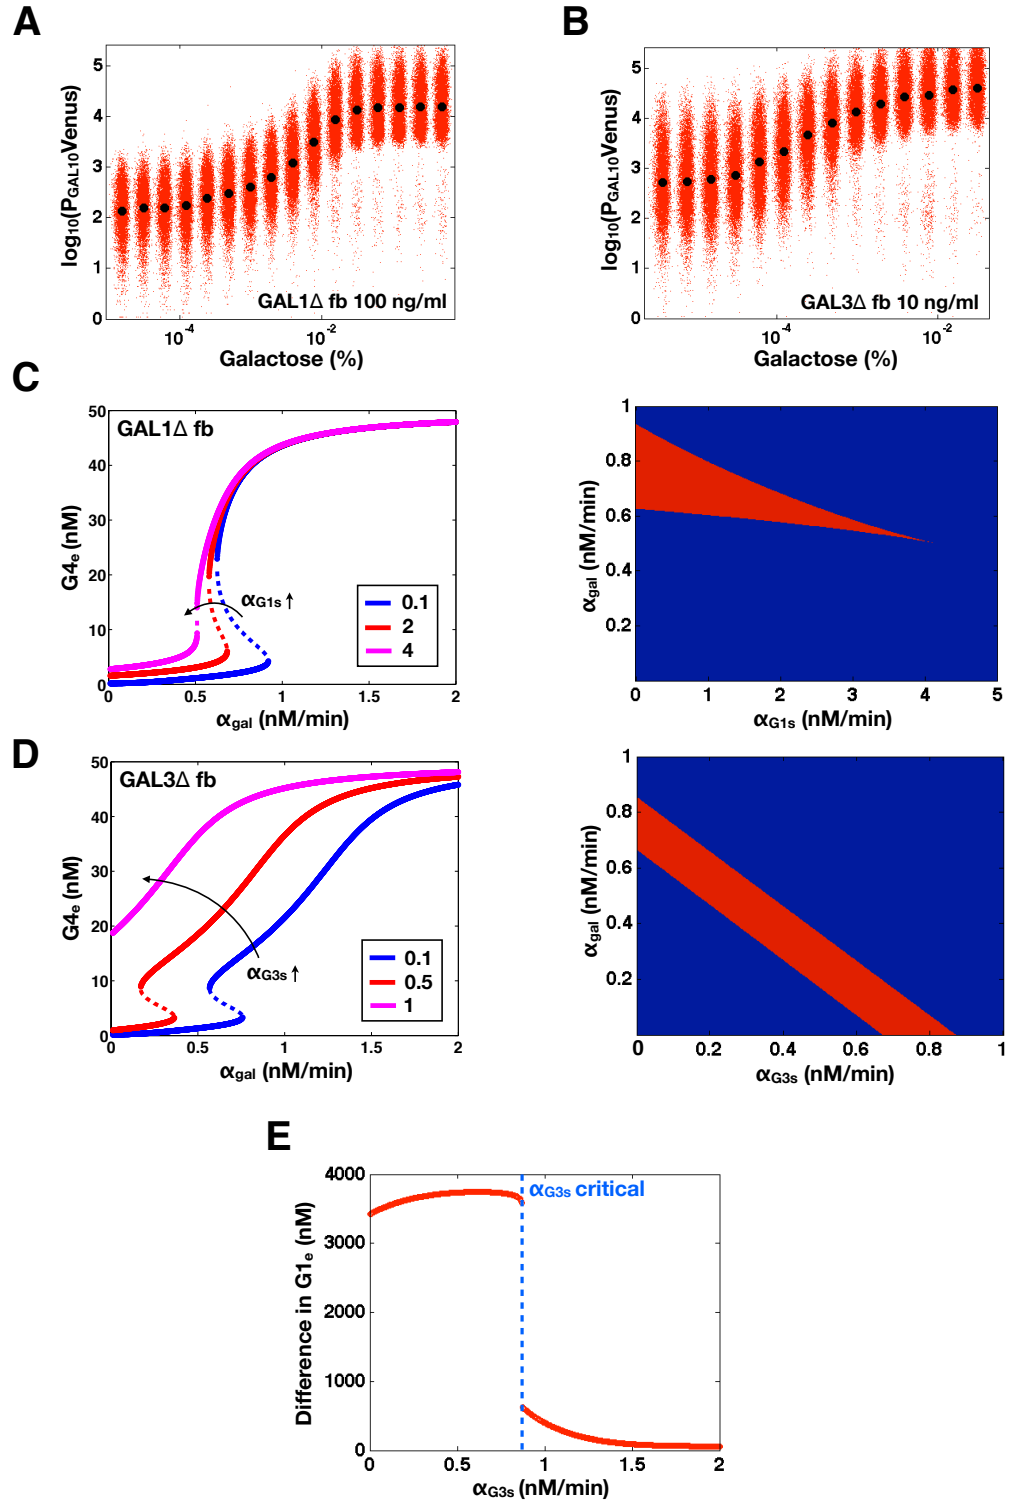 A
log10(PGAL10Venus)
5
4
3
2
1
0
GAL1Δ fb 100 ng/ml
10-4
10-2
Galactose (%)
B
log10(PGAL10Venus)
5
4
3
2
1
0
GAL3Δ fb 10 ng/ml
10-4
10-2
Galactose (%)
C
G4e (nM)
50
40
30
20
10
0
GAL1Δ fb
αG1s ↑
0.1
2
4
0
0.5
1
1.5
2
αgal (nM/min)
αgal (nM/min)
1
0.8
0.6
0.4
0.2
0
1
2
3
4
5
αG1s (nM/min)
D
G4e (nM)
50
40
30
20
10
0
GAL3Δ fb
αG3s ↑
0.1
0.5
1
0
0.5
1
1.5
2
αgal (nM/min)
αgal (nM/min)
1
0.8
0.6
0.4
0.2
0
0.2
0.4
0.6
0.8
1
αG3s (nM/min)
E
Difference in G1e (nM)
4000
3000
2000
1000
0
αG3s critical
0
0.5
1
1.5
2
αG3s (nM/min)